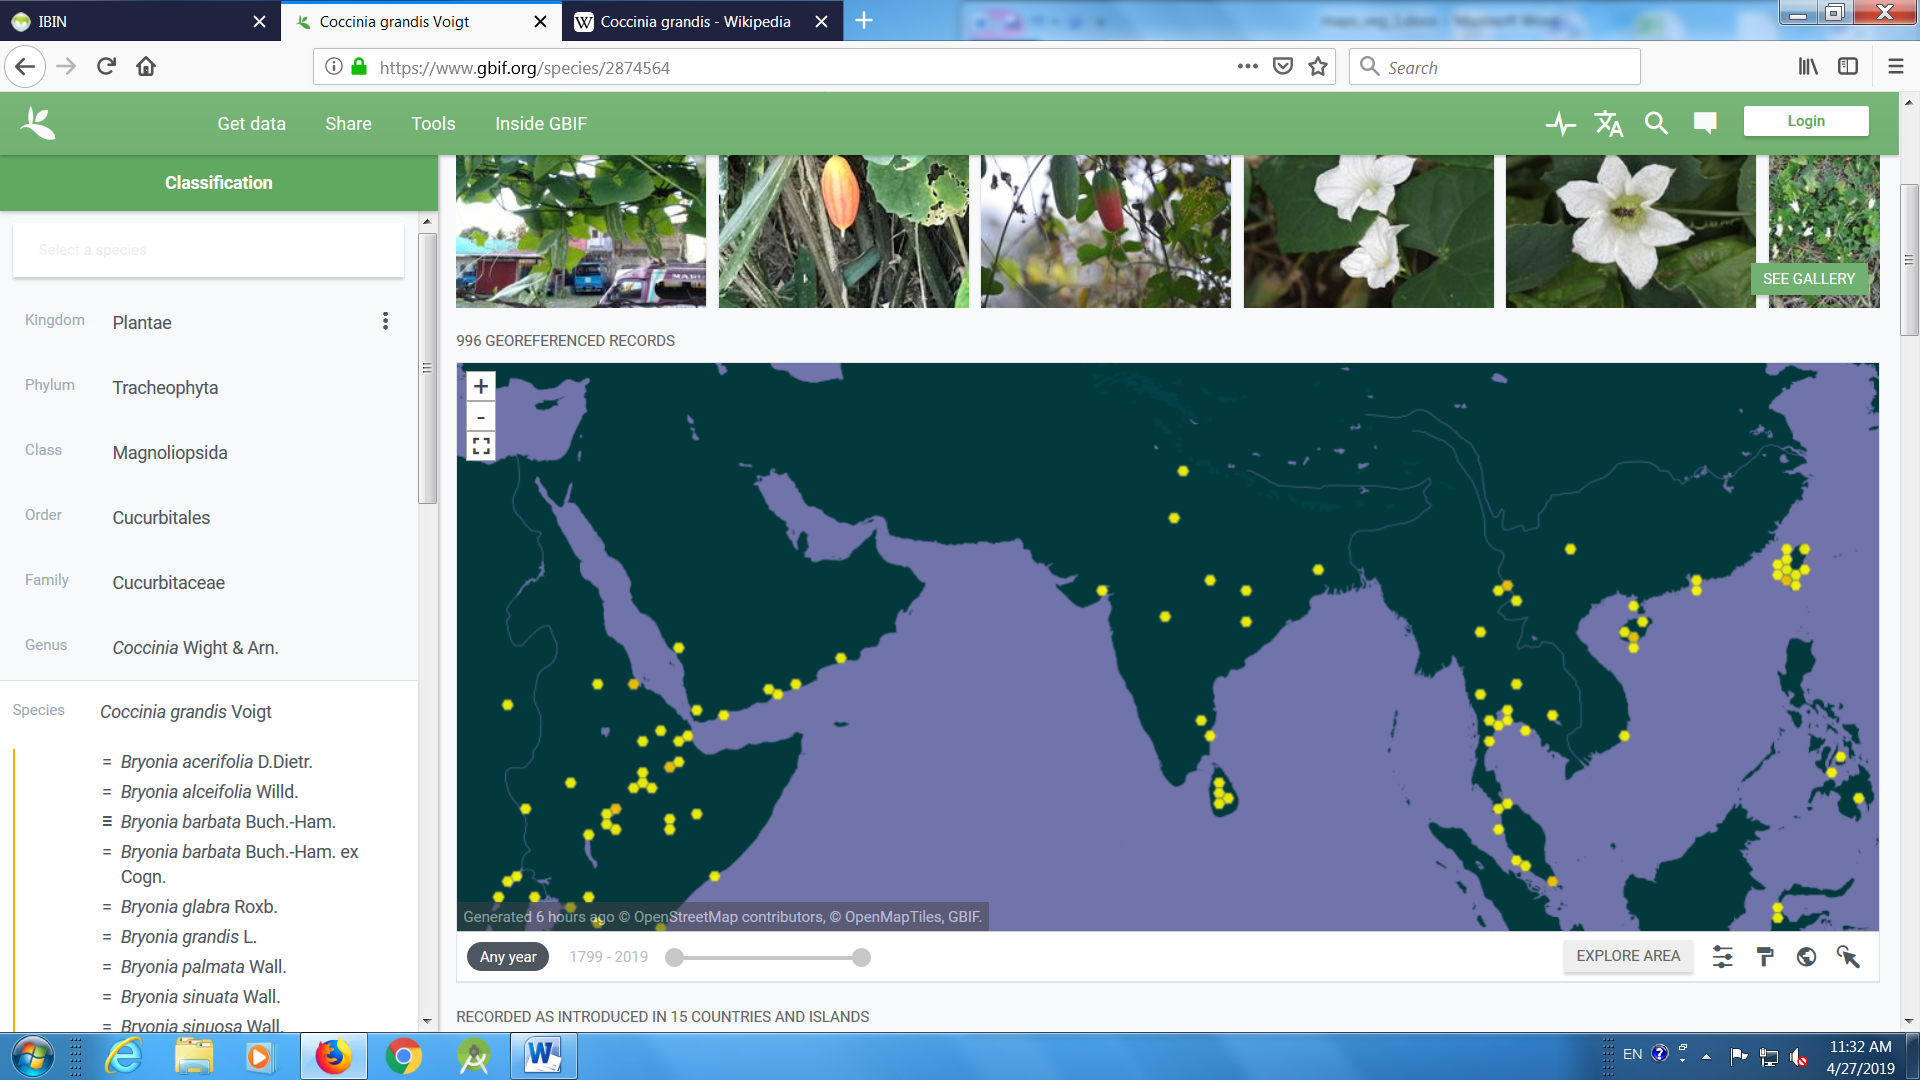 IBIN
Coccinia grandis Voigt
Coccinia grandis - Wikipedia
https://www.gbif.org/species/2874564
Search
Get data
Share
Tools
Inside GBIF
Login
Classification
Select a species
Kingdom Plantae
Phylum Tracheophyta
Class Magnoliopsida
Order Cucurbitales
Family Cucurbitaceae
Genus Coccinia Wight & Arn.
Species Coccinia grandis Voigt
= Bryonia acerifolia D.Dietr.
= Bryonia alceifolia Willd.
≡ Bryonia barbata Buch.-Ham.
= Bryonia barbata Buch.-Ham. ex
Cogn.
= Bryonia glabra Roxb.
= Bryonia grandis L.
= Bryonia palmata Wall.
= Bryonia sinuata Wall.
= Bryonia sinuosa Wall.
SEE GALLERY
996 GEOREFERENCED RECORDS
+
-
Generated 6 hours ago © OpenStreetMap contributors, © OpenMapTiles, GBIF.
Any year
1799 - 2019
EXPLORE AREA
RECORDED AS INTRODUCED IN 15 COUNTRIES AND ISLANDS
EN
11:32 AM
4/27/2019